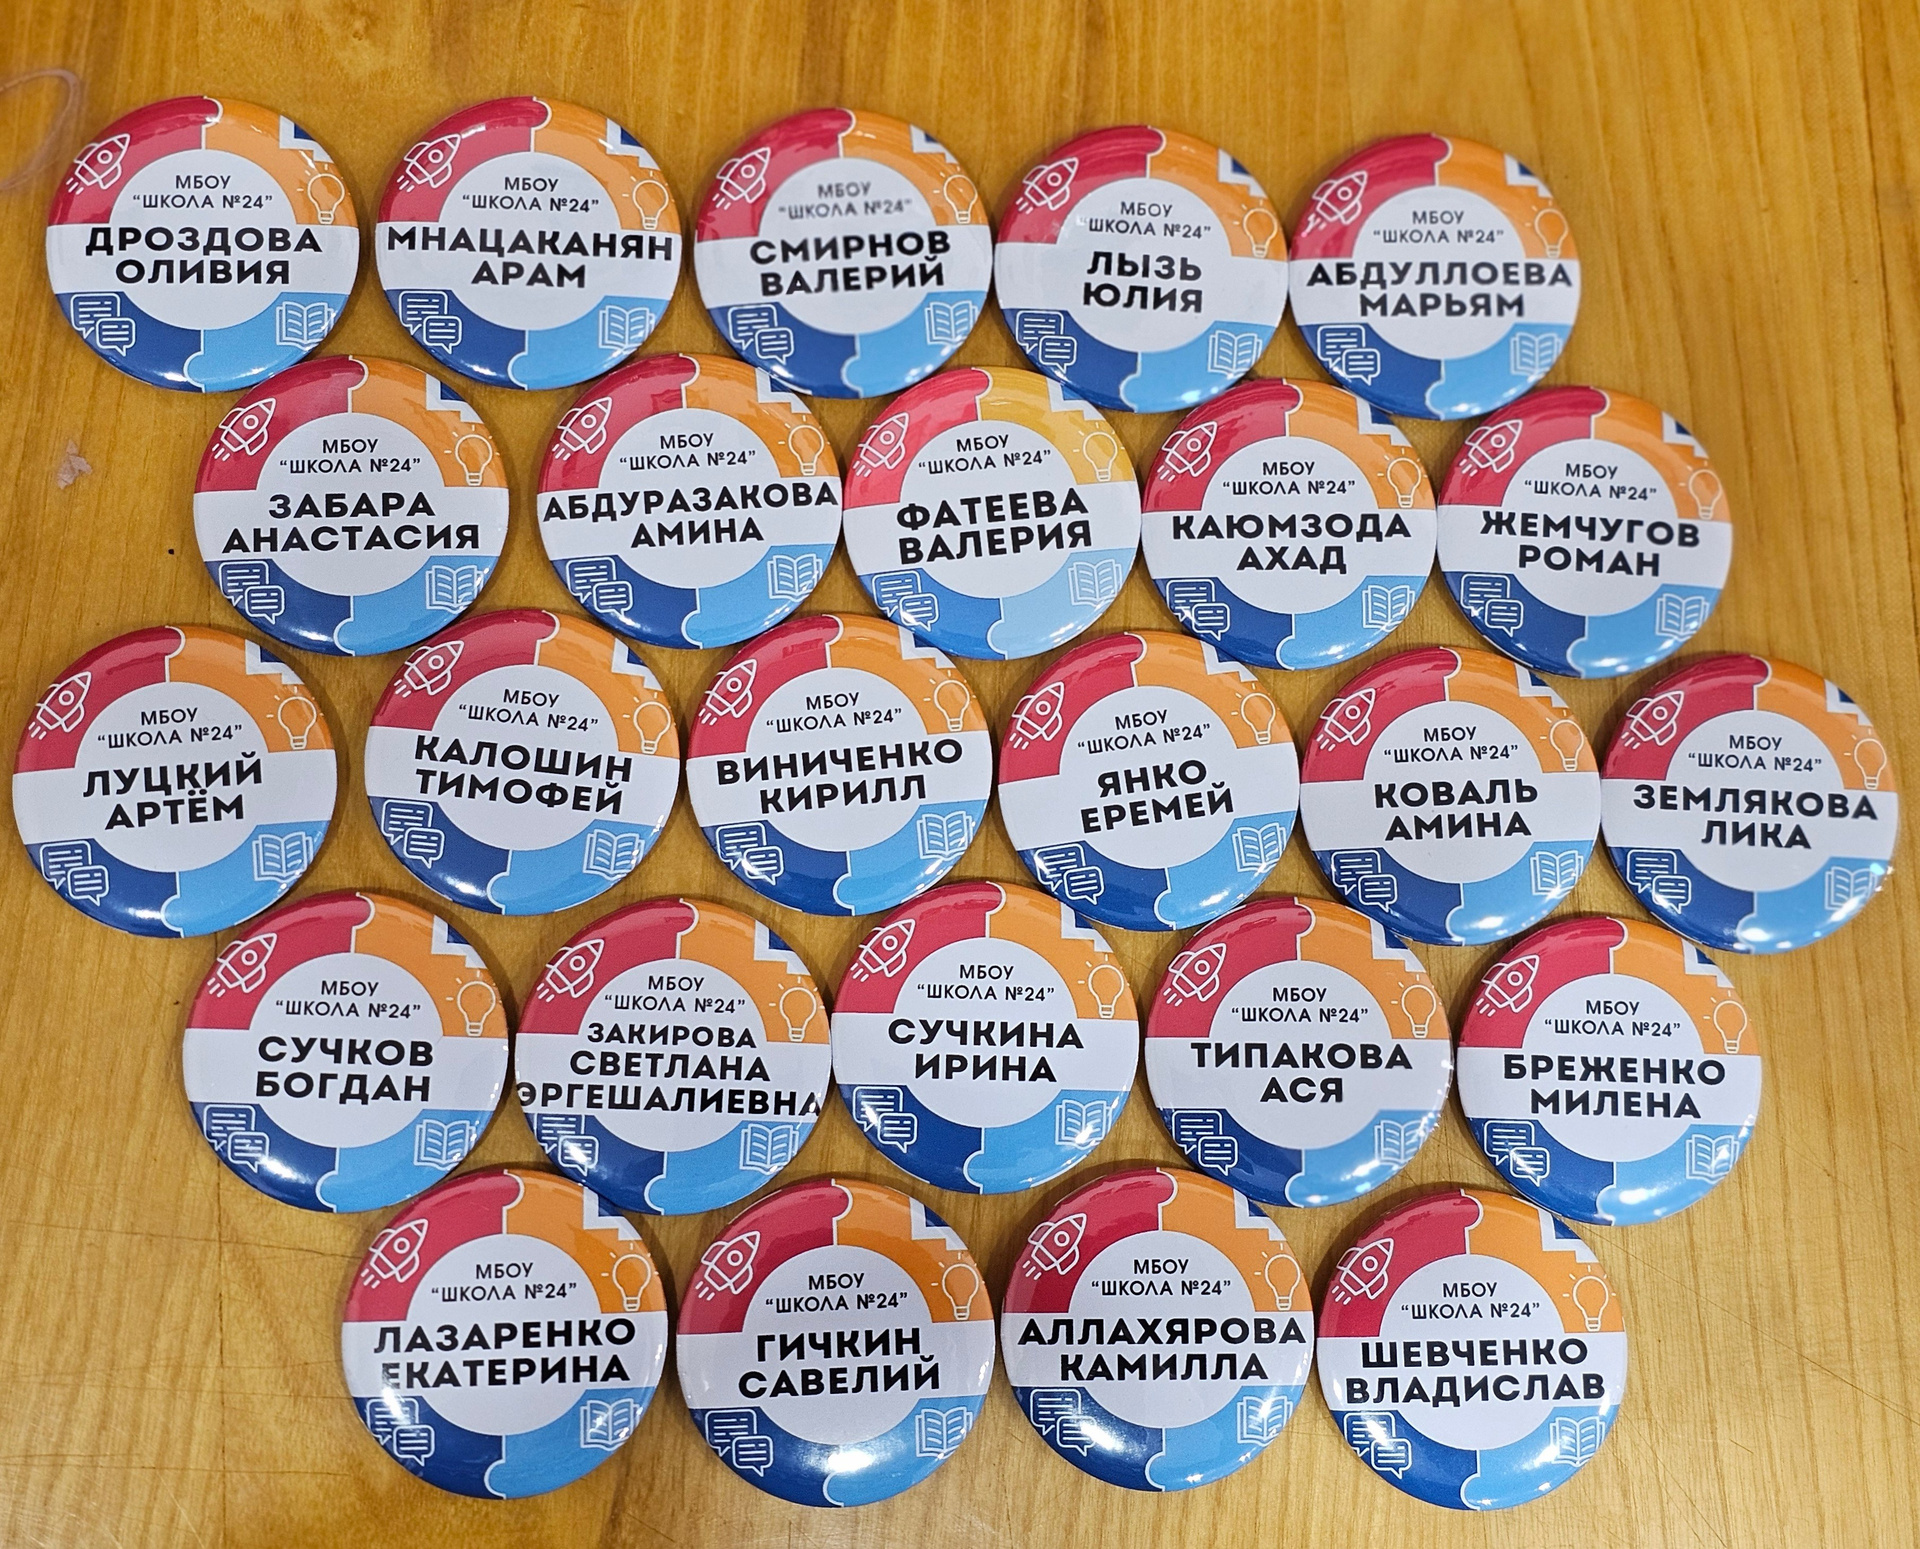 МБОУ
“ШКОЛА №24”
ДРОЗДОВА
ОЛИВИЯ
МБОУ
“ШКОЛА №24”
МНАЦАКАНЯН
АРАМ
МБОУ
“ШКОЛА №24”
СМИРНОВ
ВАЛЕРИЙ
МБОУ
“ШКОЛА №24”
ЛЫЗЬ
ЮЛИЯ
МБОУ
“ШКОЛА №24”
АБДУЛЛОЕВА
МАРЬЯМ
МБОУ
“ШКОЛА №24”
ЗАБАРА
АНАСТАСИЯ
МБОУ
“ШКОЛА №24”
АБДУРАЗАКОВА
АМИНА
МБОУ
“ШКОЛА №24”
ФАТЕЕВА
ВАЛЕРИЯ
МБОУ
“ШКОЛА №24”
КАЮМЗОДА
АХАД
МБОУ
“ШКОЛА №24”
ЖЕМЧУГОВ
РОМАН
МБОУ
“ШКОЛА №24”
ЛУЦКИЙ
АРТЁМ
МБОУ
“ШКОЛА №24”
КАЛОШИН
ТИМОФЕЙ
МБОУ
“ШКОЛА №24”
ВИНИЧЕНКО
КИРИЛЛ
МБОУ
“ШКОЛА №24”
ЯНКО
ЕРЕМЕЙ
МБОУ
“ШКОЛА №24”
КОВАЛЬ
АМИНА
МБОУ
“ШКОЛА №24”
ЗЕМЛЯКОВА
ЛИКА
МБОУ
“ШКОЛА №24”
СУЧКОВ
БОГДАН
МБОУ
“ШКОЛА №24”
ЗАКИРОВА
СВЕТЛАНА
ЭРГЕШАЛИЕВНА
МБОУ
“ШКОЛА №24”
СУЧКИНА
ИРИНА
МБОУ
“ШКОЛА №24”
ТИПАКОВА
АСЯ
МБОУ
“ШКОЛА №24”
БРЕЖЕНКО
МИЛЕНА
МБОУ
“ШКОЛА №24”
ЛАЗАРЕНКО
ЕКАТЕРИНА
МБОУ
“ШКОЛА №24”
ГИЧКИН
САВЕЛИЙ
МБОУ
“ШКОЛА №24”
АЛЛАХЯРОВА
КАМИЛЛА
МБОУ
“ШКОЛА №24”
ШЕВЧЕНКО
ВЛАДИСЛАВ